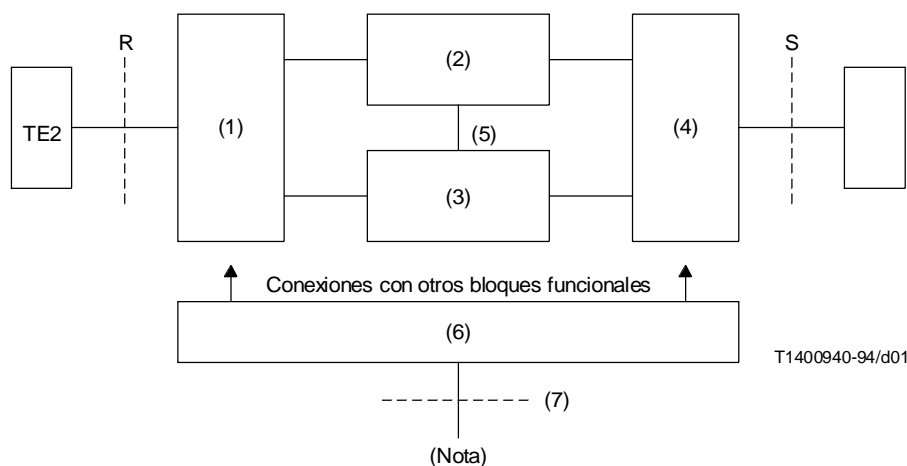 R
S
(2)
TE2
(1)
(5)
(4)
(3)
Conexiones con otros bloques funcionales
(6)
T1400940-94/d01
(7)
(Nota)